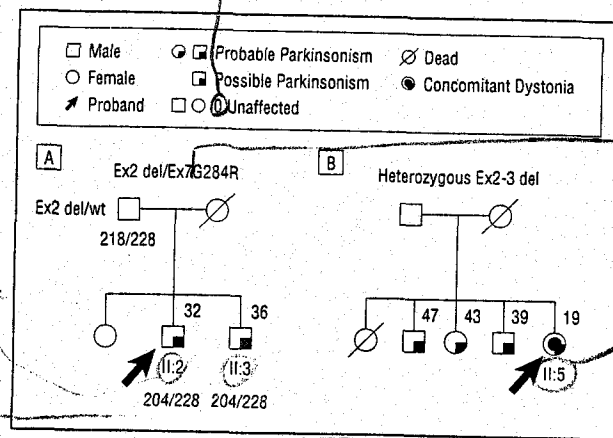 Male Probable Parkinsonism Dead
Female Possible Parkinsonism Concomitant Dystonia
Proband Unaffected
A
Ex2 del/Ex7G284R
Ex2 del/wt
218/228
32 36
II:2 II:3
204/228 204/228
B
Heterozygous Ex2-3 del
47 43 39 19
II:5